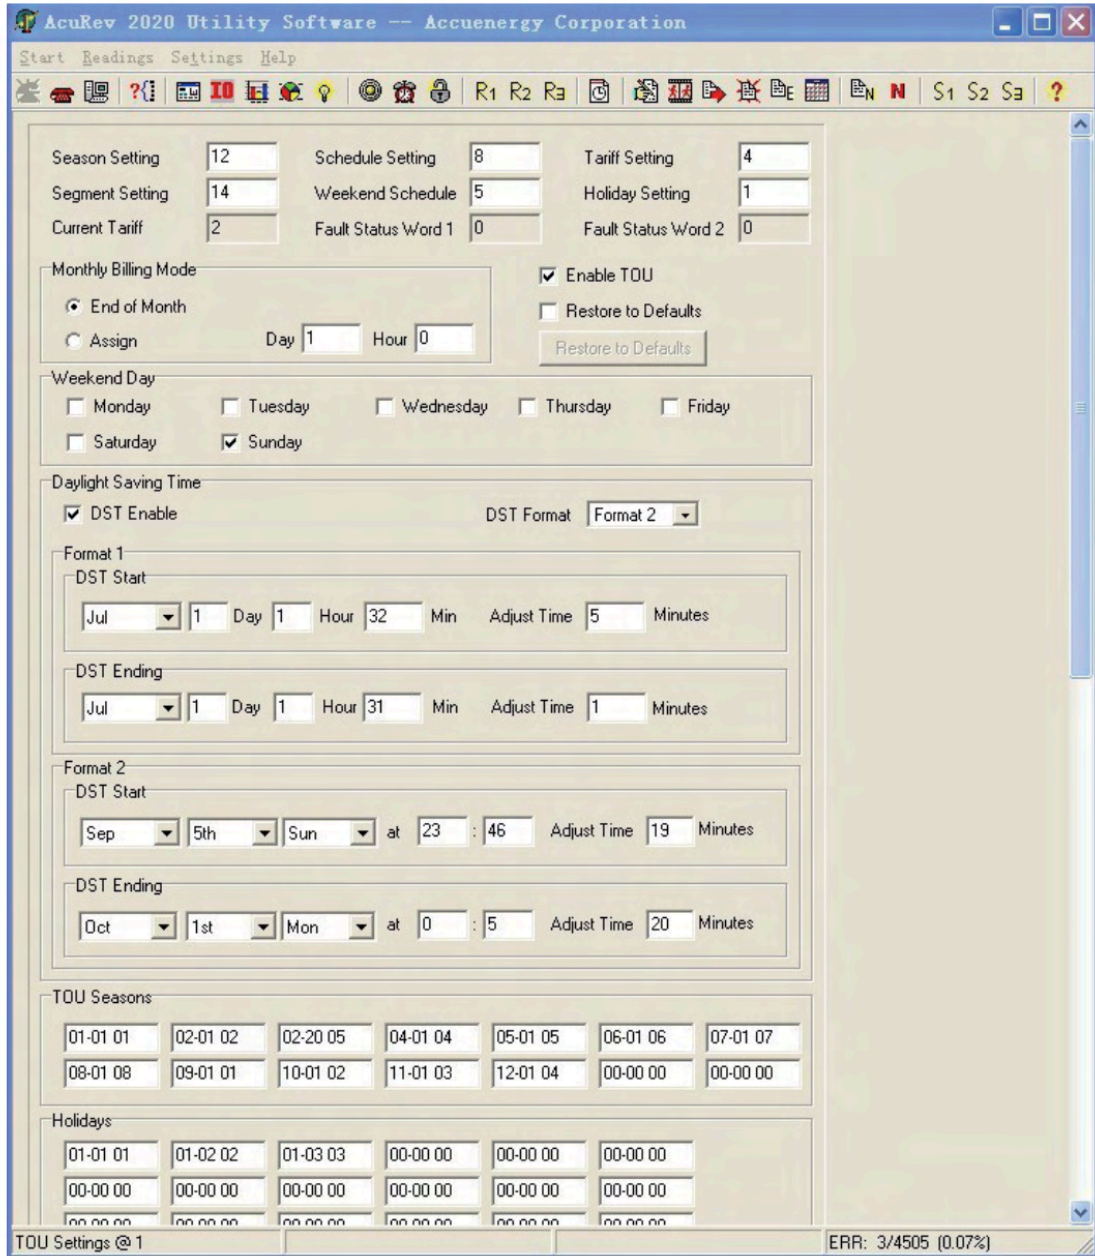 AcuRev 2020 Utility Software -- Accuenergy Corporation
Start Readings Settings Help
?{ IO R1 R2 R3 E N N S1 S2 S3 ?
Season Setting 12 Schedule Setting 8 Tariff Setting 4
Segment Setting 14 Weekend Schedule 5 Holiday Setting 1
Current Tariff 2 Fault Status Word 1 0 Fault Status Word 2 0
Monthly Billing Mode
Enable TOU
End of Month
Restore to Defaults
Assign Day 1 Hour 0
Restore to Defaults
Weekend Day
Monday Tuesday Wednesday Thursday Friday
Saturday Sunday
Daylight Saving Time
DST Enable DST Format Format 2
Format 1
DST Start
Jul 1 Day 1 Hour 32 Min Adjust Time 5 Minutes
DST Ending
Jul 1 Day 1 Hour 31 Min Adjust Time 1 Minutes
Format 2
DST Start
Sep 5th Sun at 23 : 46 Adjust Time 19 Minutes
DST Ending
Oct 1st Mon at 0 : 5 Adjust Time 20 Minutes
TOU Seasons
01-01 01 02-01 02 02-20 05 04-01 04 05-01 05 06-01 06 07-01 07
08-01 08 09-01 01 10-01 02 11-01 03 12-01 04 00-00 00 00-00 00
Holidays
01-01 01 01-02 02 01-03 03 00-00 00 00-00 00 00-00 00
00-00 00 00-00 00 00-00 00 00-00 00 00-00 00 00-00 00
TOU Settings @ 1 ERR: 3/4505 (0.07%)